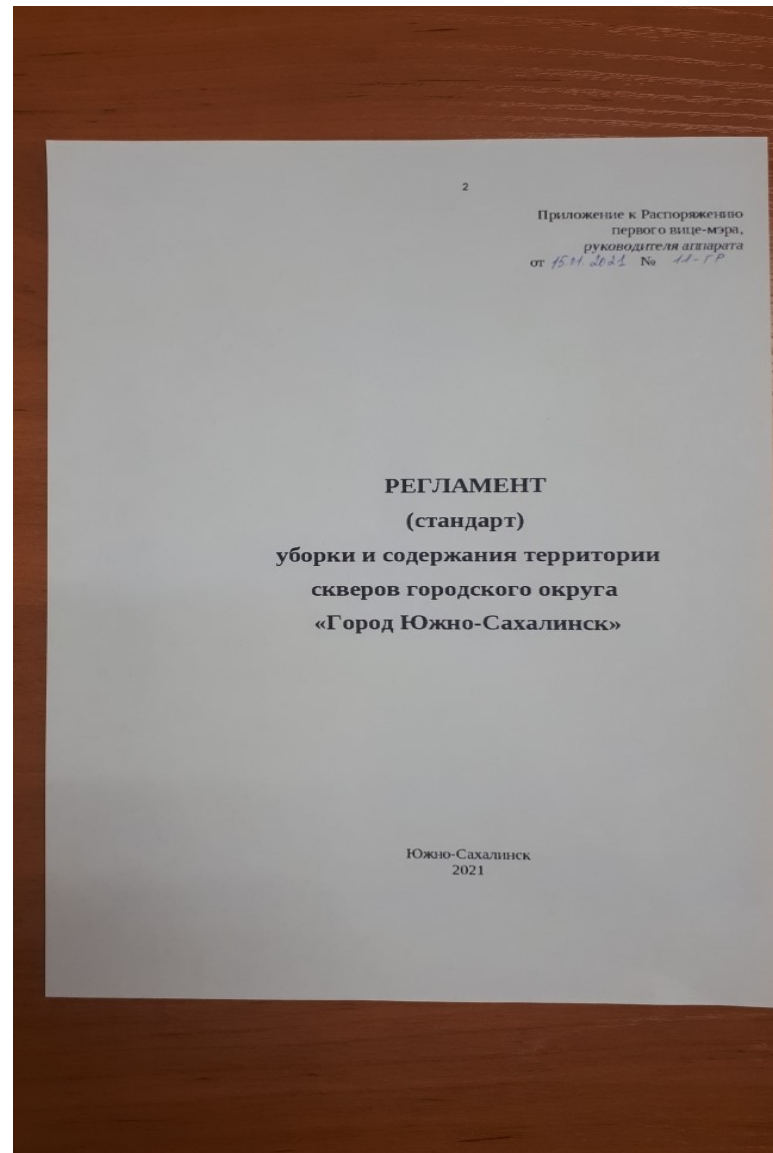 2
Приложение к Распоряжению
первого вице-мэра,
руководителя аппарата
от 15.01.2021 № 11-ГР
РЕГЛАМЕНТ
(стандарт)
уборки и содержания территории
скверов городского округа
«Город Южно-Сахалинск»
Южно-Сахалинск
2021